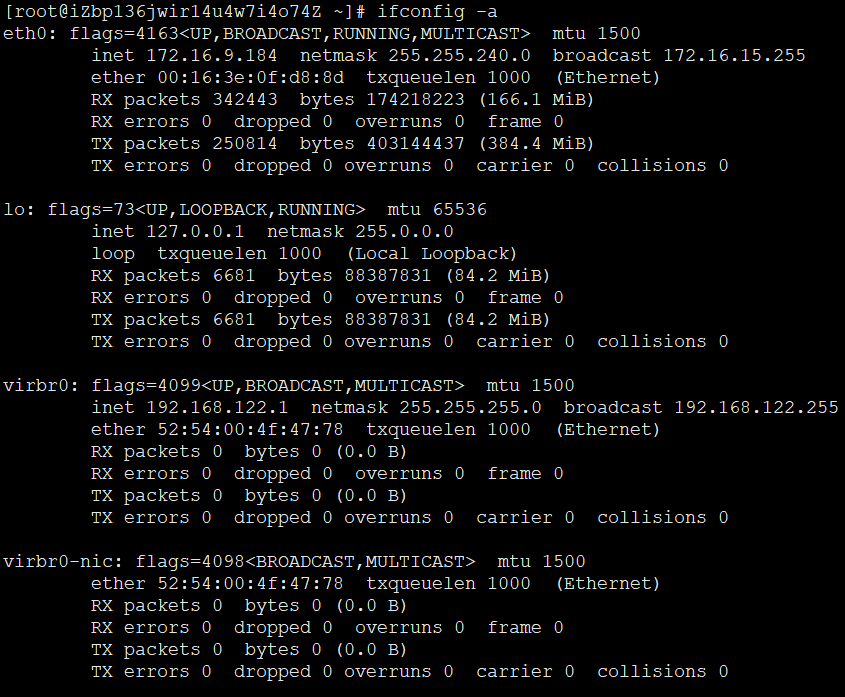 [root@iZbp136jwir14u4w7i4o74Z ~]# ifconfig -a
eth0: flags=4163<UP,BROADCAST,RUNNING,MULTICAST>  mtu 1500
        inet 172.16.9.184  netmask 255.255.240.0  broadcast 172.16.15.255
        ether 00:16:3e:0f:d8:8d  txqueuelen 1000  (Ethernet)
        RX packets 342443  bytes 174218223 (166.1 MiB)
        RX errors 0  dropped 0  overruns 0  frame 0
        TX packets 250814  bytes 403144437 (384.4 MiB)
        TX errors 0  dropped 0 overruns 0  carrier 0  collisions 0

lo: flags=73<UP,LOOPBACK,RUNNING>  mtu 65536
        inet 127.0.0.1  netmask 255.0.0.0
        loop  txqueuelen 1000  (Local Loopback)
        RX packets 6681  bytes 88387831 (84.2 MiB)
        RX errors 0  dropped 0  overruns 0  frame 0
        TX packets 6681  bytes 88387831 (84.2 MiB)
        TX errors 0  dropped 0 overruns 0  carrier 0  collisions 0

virbr0: flags=4099<UP,BROADCAST,MULTICAST>  mtu 1500
        inet 192.168.122.1  netmask 255.255.255.0  broadcast 192.168.122.255
        ether 52:54:00:4f:47:78  txqueuelen 1000  (Ethernet)
        RX packets 0  bytes 0 (0.0 B)
        RX errors 0  dropped 0  overruns 0  frame 0
        TX packets 0  bytes 0 (0.0 B)
        TX errors 0  dropped 0 overruns 0  carrier 0  collisions 0

virbr0-nic: flags=4098<BROADCAST,MULTICAST>  mtu 1500
        ether 52:54:00:4f:47:78  txqueuelen 1000  (Ethernet)
        RX packets 0  bytes 0 (0.0 B)
        RX errors 0  dropped 0  overruns 0  frame 0
        TX packets 0  bytes 0 (0.0 B)
        TX errors 0  dropped 0 overruns 0  carrier 0  collisions 0